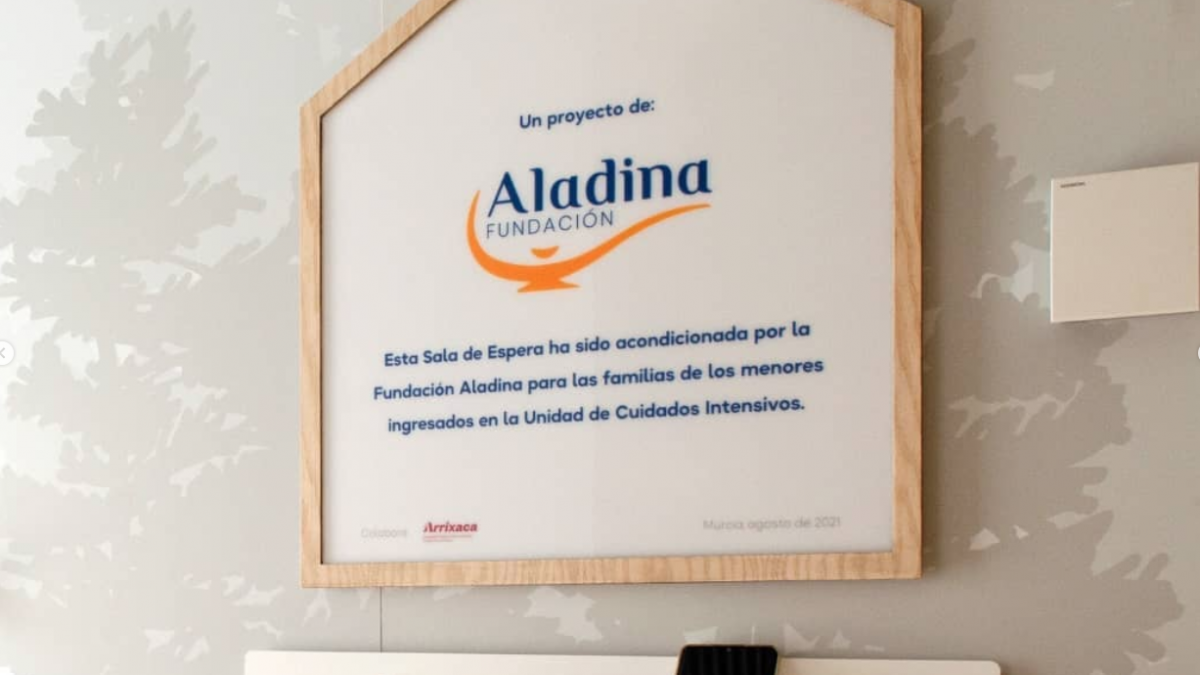 Un proyecto de:
Aladina
FUNDACIÓN
Esta Sala de Espera ha sido acondicionada por la
Fundación Aladina para las familias de los menores
ingresados en la Unidad de Cuidados Intensivos.
Colabora: Arrixaca
Murcia, agosto de 2021